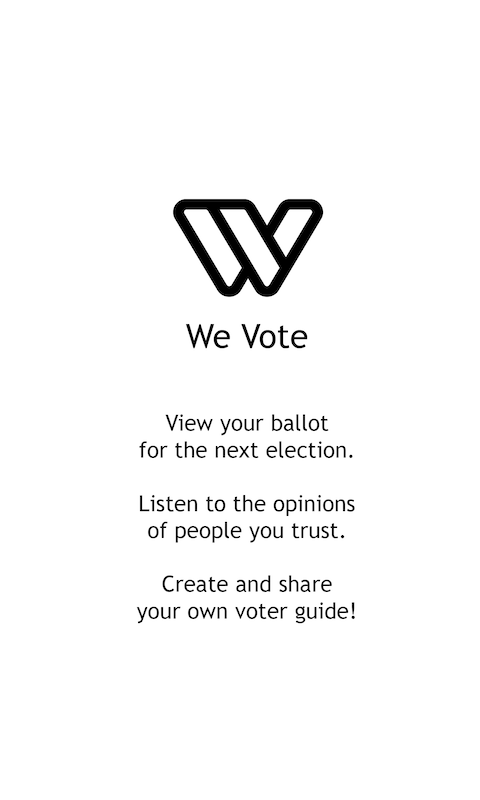 We Vote
View your ballot
for the next election.
Listen to the opinions
of people you trust.
Create and share
your own voter guide!